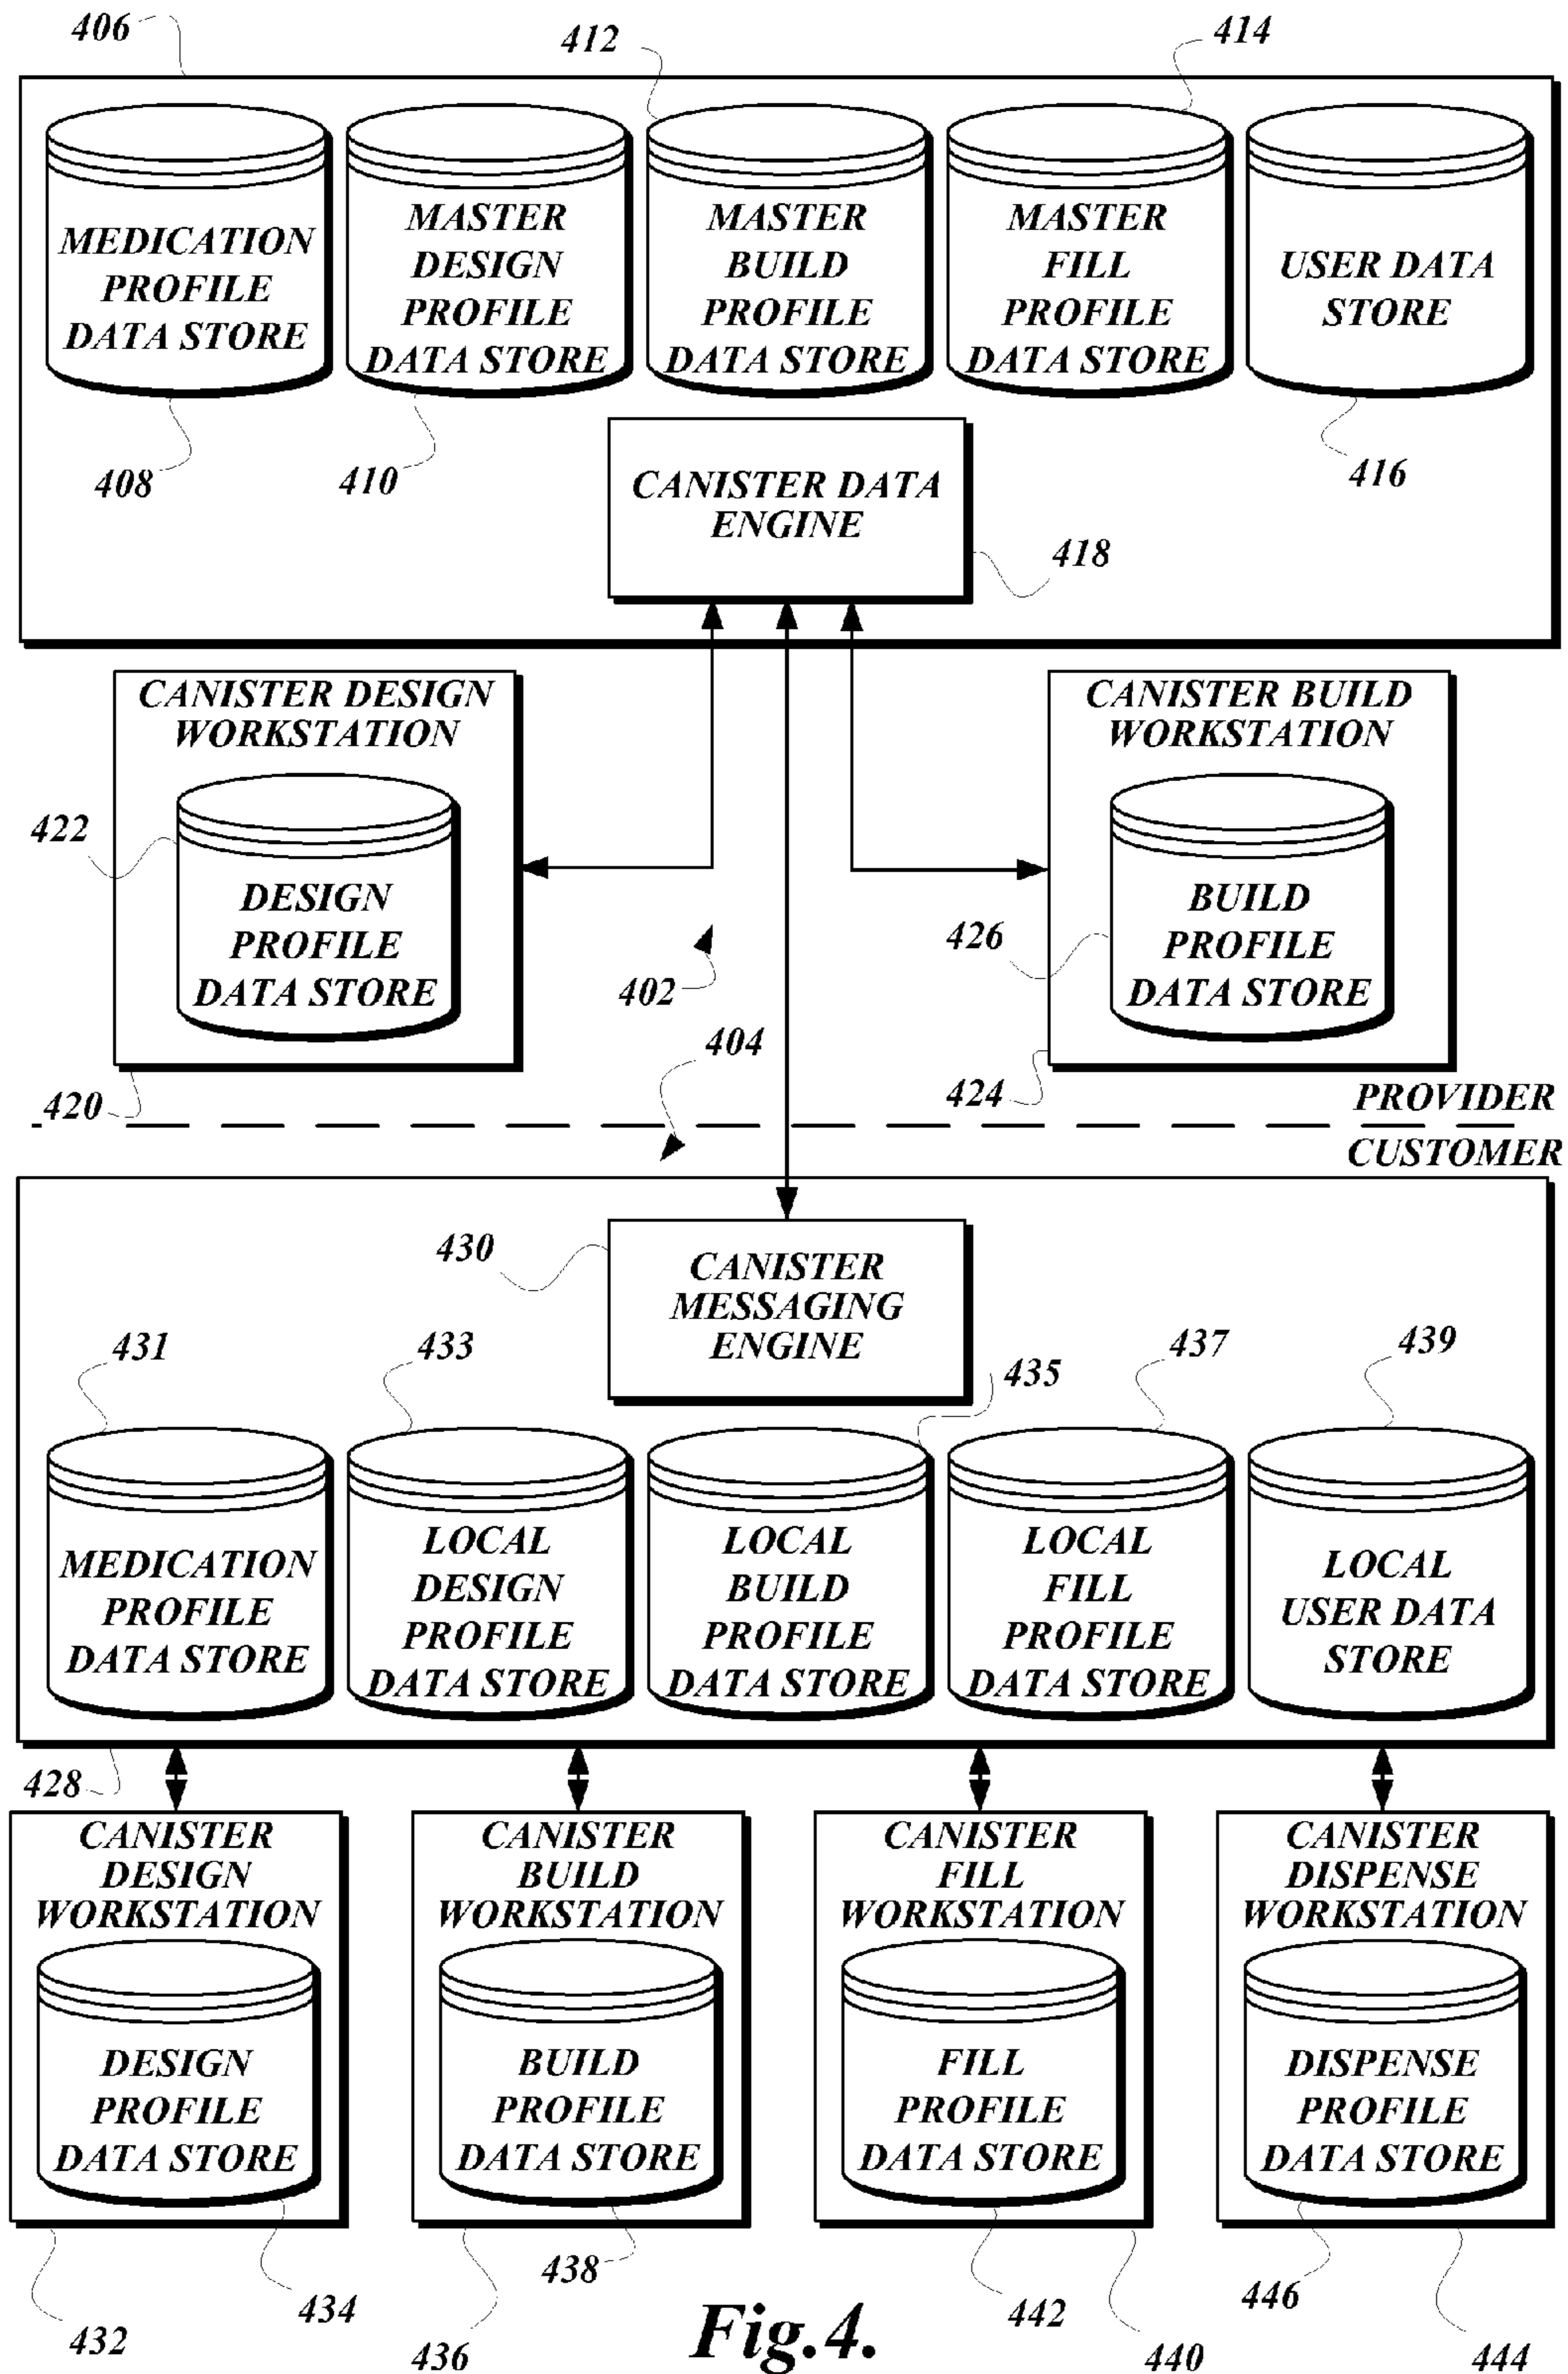 406
412
414
MEDICATION
PROFILE
DATA STORE
MASTER
DESIGN
PROFILE
DATA STORE
MASTER
BUILD
PROFILE
DATA STORE
MASTER
FILL
PROFILE
DATA STORE
USER DATA
STORE
408
410
416
CANISTER DATA
ENGINE
418
CANISTER DESIGN
WORKSTATION
422
DESIGN
PROFILE
DATA STORE
420
CANISTER BUILD
WORKSTATION
426
BUILD
PROFILE
DATA STORE
424
402
404
PROVIDER
CUSTOMER
430
CANISTER
MESSAGING
ENGINE
431
433
435
437
439
MEDICATION
PROFILE
DATA STORE
LOCAL
DESIGN
PROFILE
DATA STORE
LOCAL
BUILD
PROFILE
DATA STORE
LOCAL
FILL
PROFILE
DATA STORE
LOCAL
USER DATA
STORE
428
CANISTER
DESIGN
WORKSTATION
DESIGN
PROFILE
DATA STORE
CANISTER
BUILD
WORKSTATION
BUILD
PROFILE
DATA STORE
CANISTER
FILL
WORKSTATION
FILL
PROFILE
DATA STORE
CANISTER
DISPENSE
WORKSTATION
DISPENSE
PROFILE
DATA STORE
432
434
436
438
442
440
446
444
Fig.4.